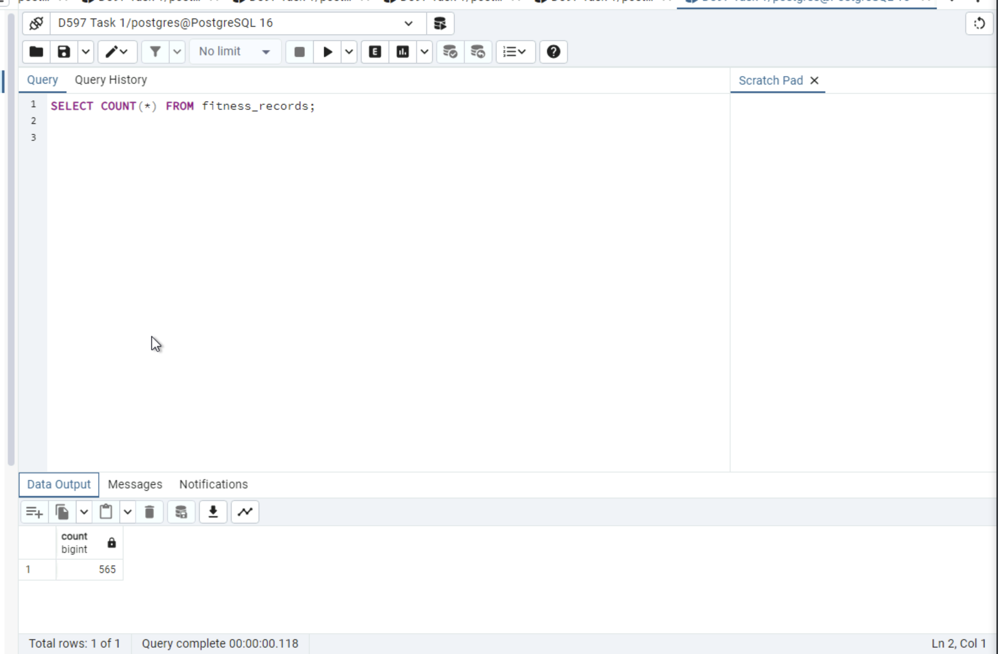 D597 Task 1/postgres@PostgreSQL 16
No limit
E
Query Query History
Scratch Pad
1 SELECT COUNT(*) FROM fitness_records;
2
3
Data Output Messages Notifications
count
bigint
1 565
Total rows: 1 of 1 Query complete 00:00:00.118 Ln 2, Col 1